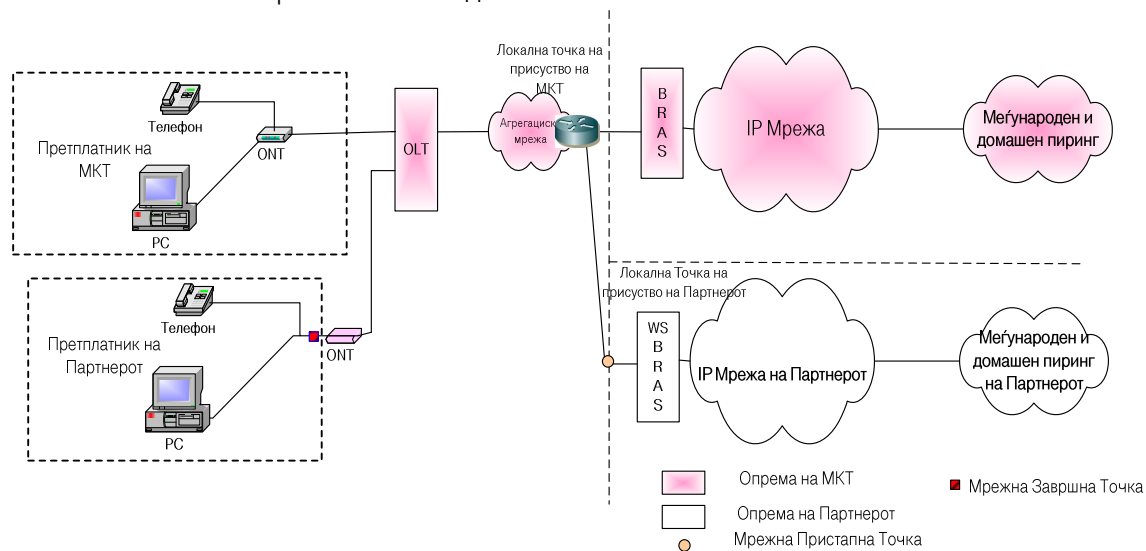 Локална точка на
присуство на
МКТ
Телефон
Претплатник на
МКТ
ONT
PC
OLT
Агрегациска
мрежа
B
R
A
S
IP Мрежа
Меѓународен и
домашен пиринг
Локална Точка на
присуство на Партнерот
Телефон
Претплатник на
Партнерот
ONT
PC
WS
B
R
A
S
IP Мрежа на Партнерот
Меѓународен и
домашен пиринг
на Партнерот
Опрема на МКТ
Мрежна Завршна Точка
Опрема на Партнерот
Мрежна Пристапна Точка